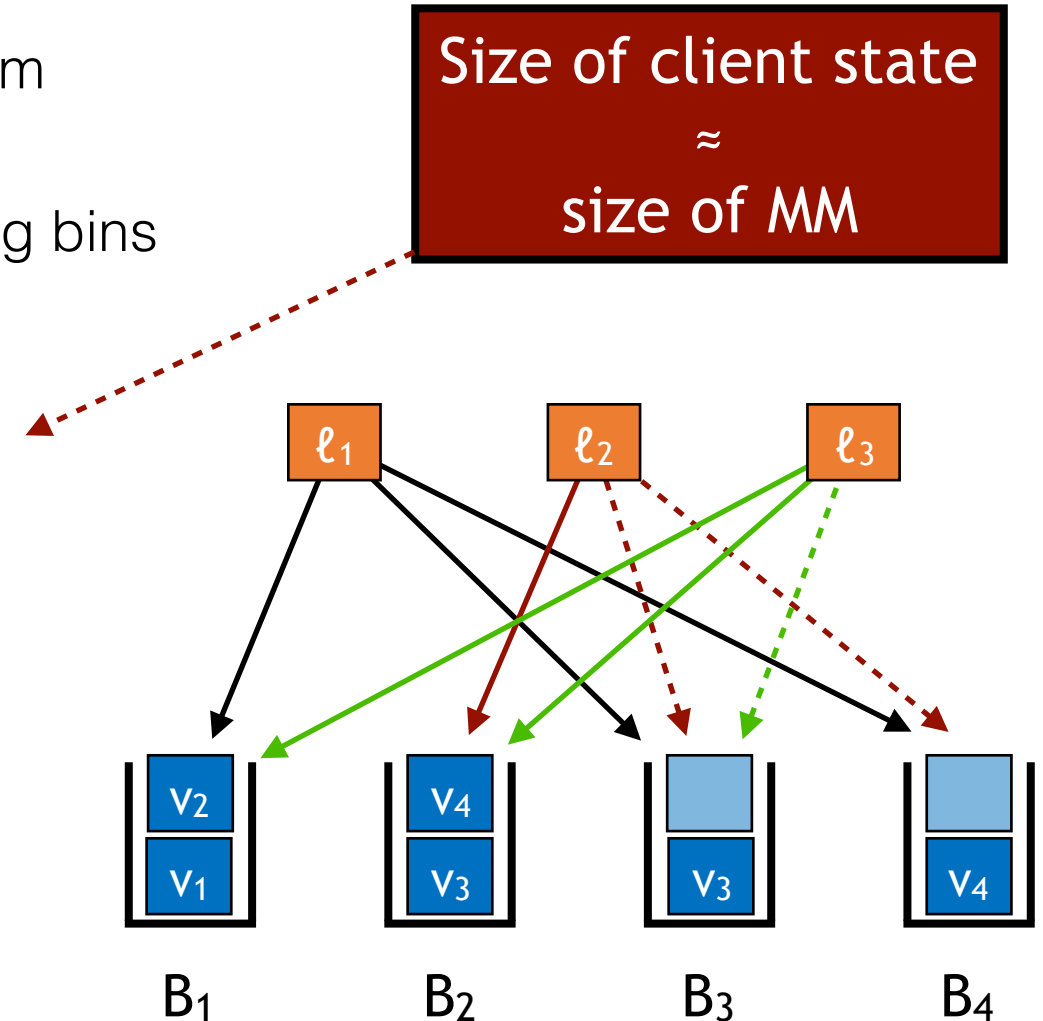 m
Size of client state
≈
size of MM
g bins
ℓ₁ ℓ₂ ℓ₃
v₂ v₄
v₁ v₃ v₃ v₄
B₁ B₂ B₃ B₄